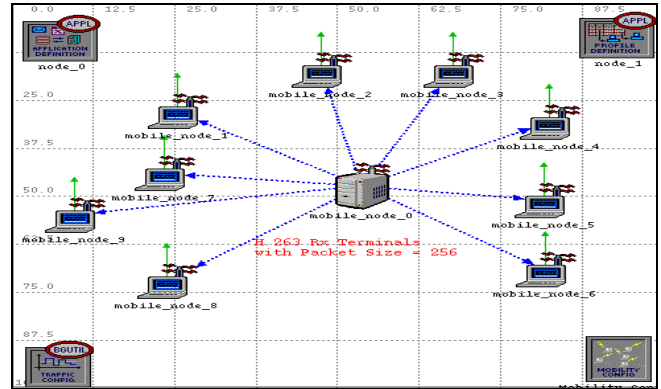 0.0 12.5 25.0 37.5 50.0 62.5 75.0 87.5
APPL
APPLICATION
DEFINITION
node_0
APPL
PROFILE
DEFINITION
node_1
mobile_node_2
mobile_node_3
25.0
mobile_node_1
mobile_node_4
37.5
50.0
mobile_node_7
mobile_node_0
mobile_node_5
mobile_node_9
H 263 Rx Terminals
with Packet Size = 256
75.0
mobile_node_8
mobile_node_6
87.5
BGUTIL
TRAFFIC
CONFIG.
MOBILITY
CONFIG